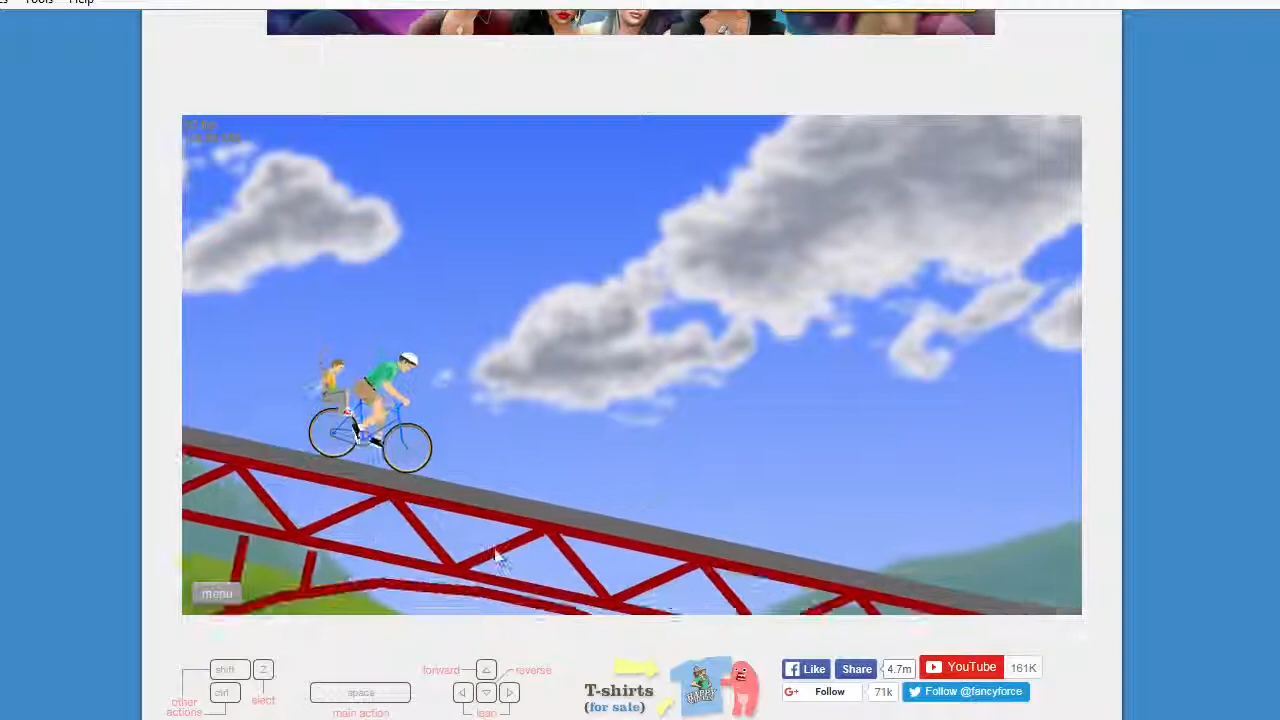 Tools Help
menu
shift Z
ctrl
other actions
eject
space
main action
forward
reverse
lean
T-shirts
(for sale)
Like Share 4.7m YouTube 161K
Follow 71k Follow @fancyforce